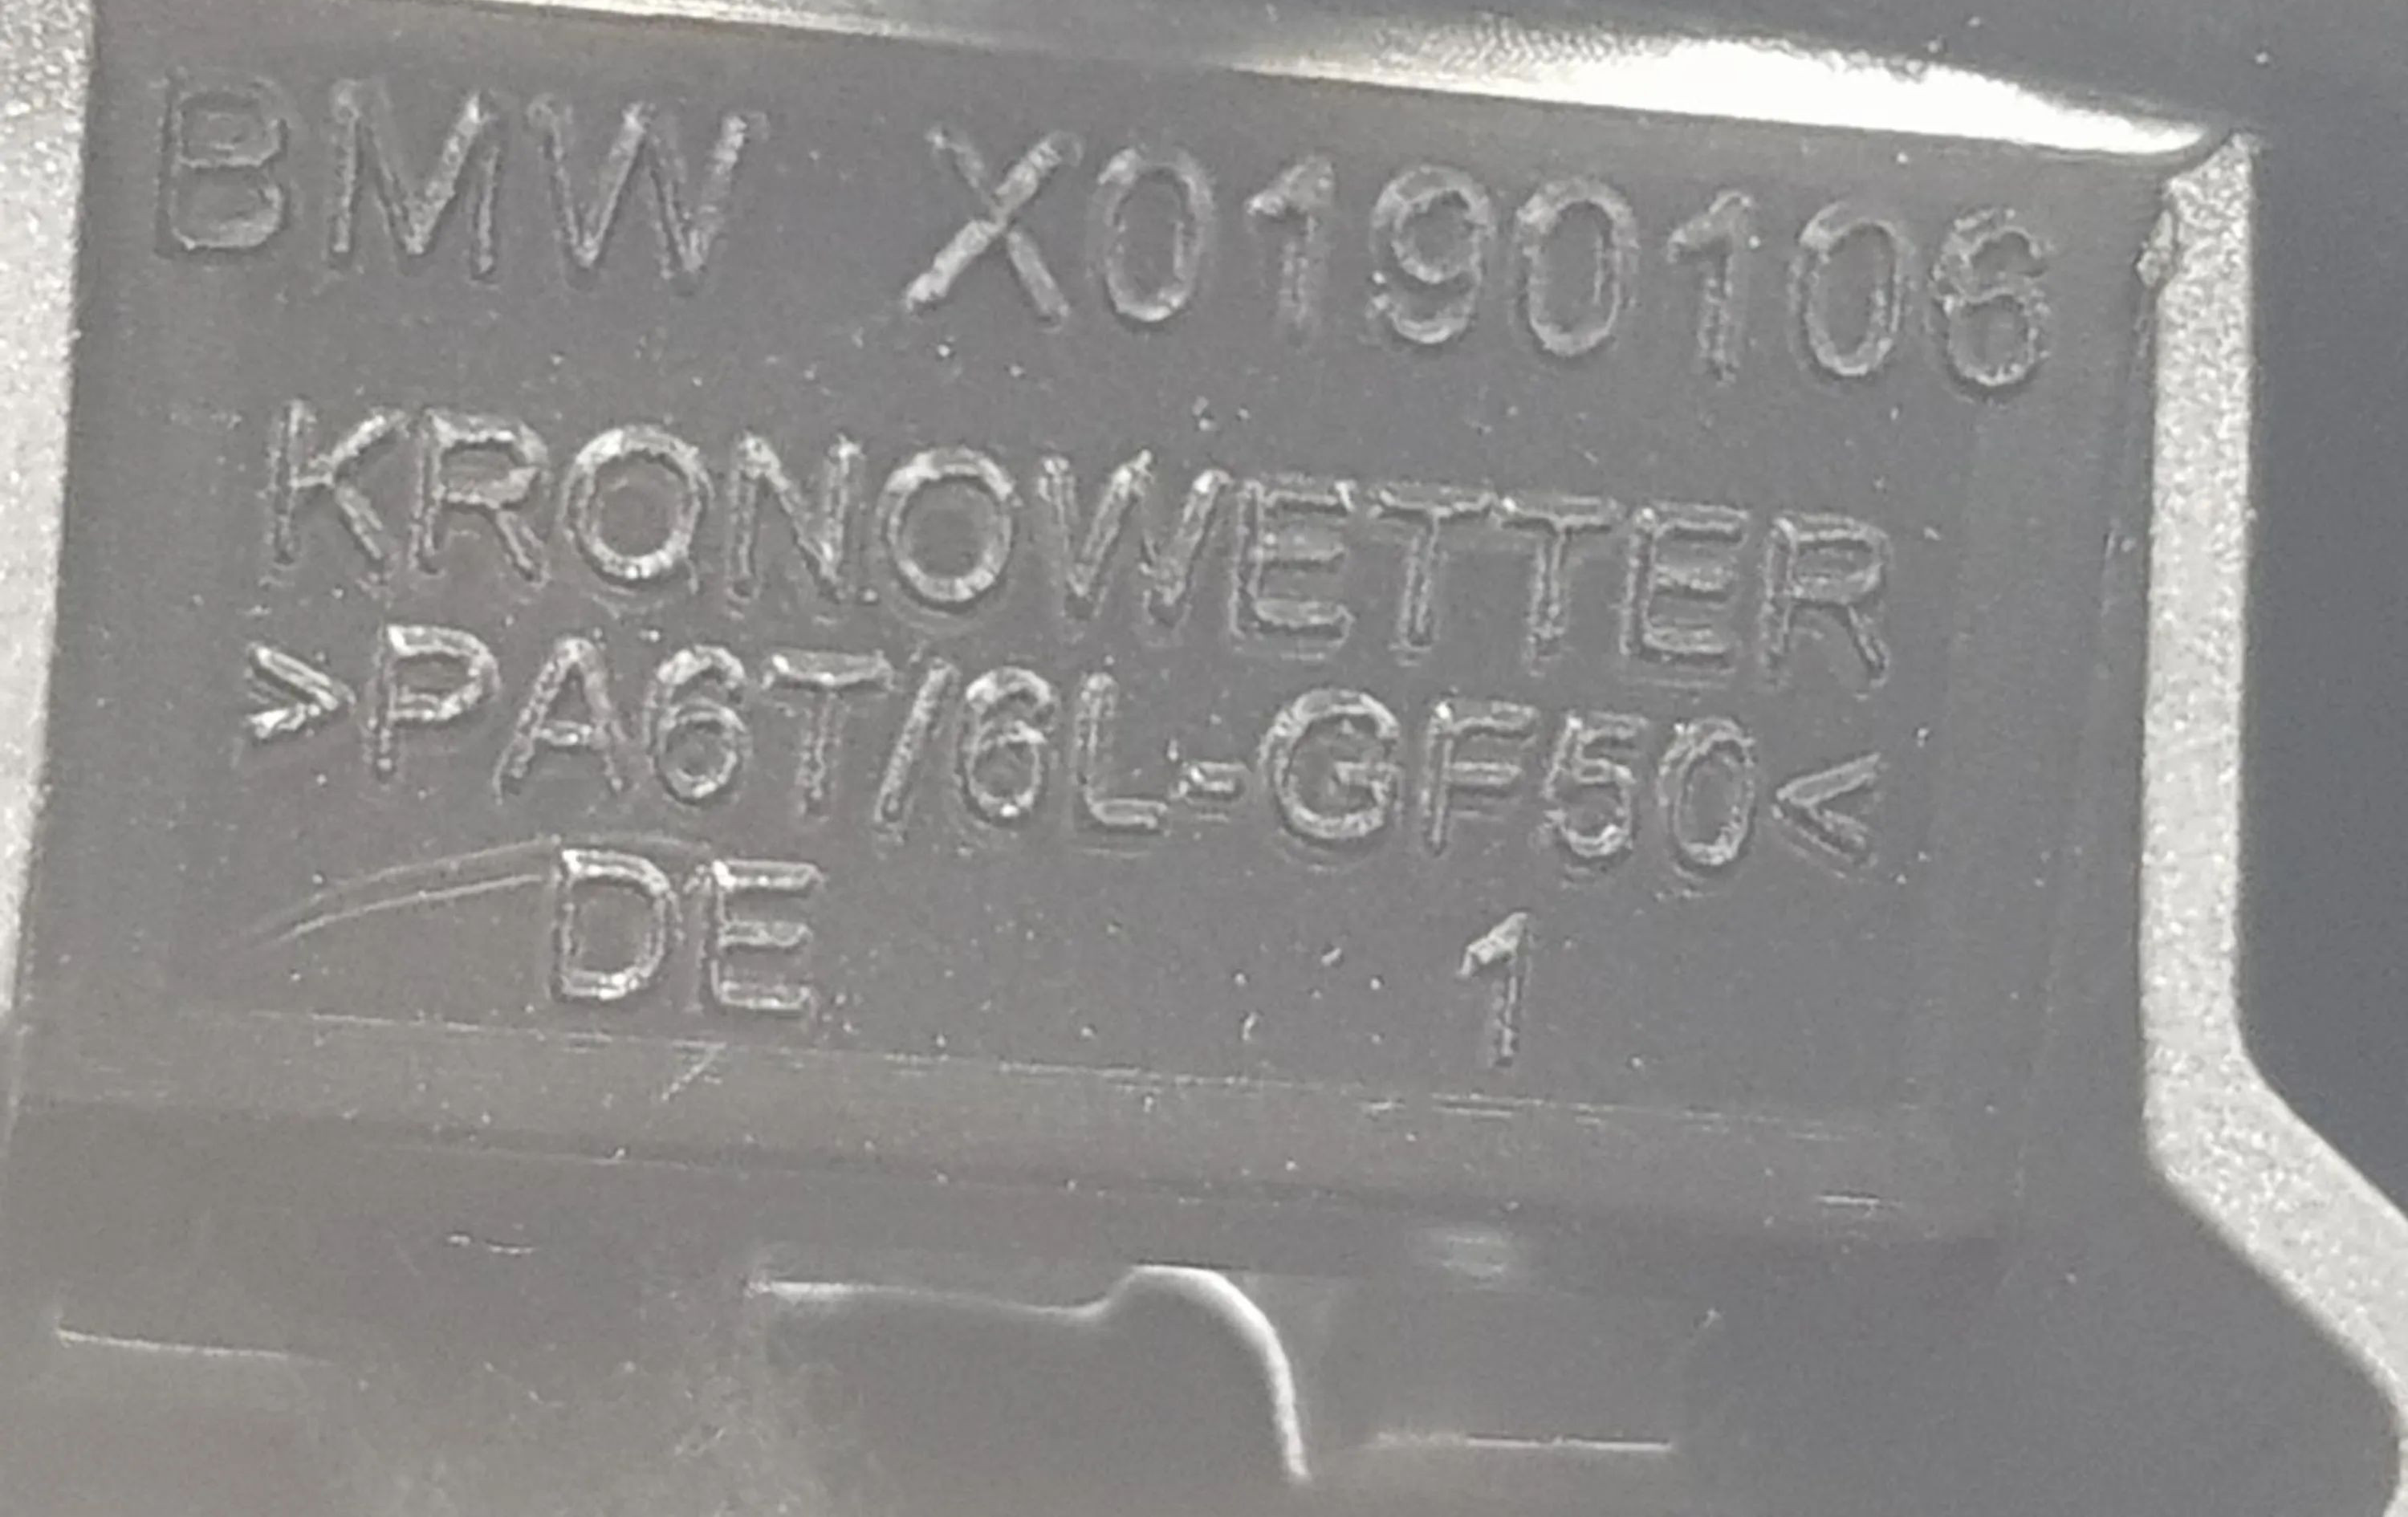 BMW X0190106
KRONOWETTER
>PA6T/6L-GF50<
DE 1